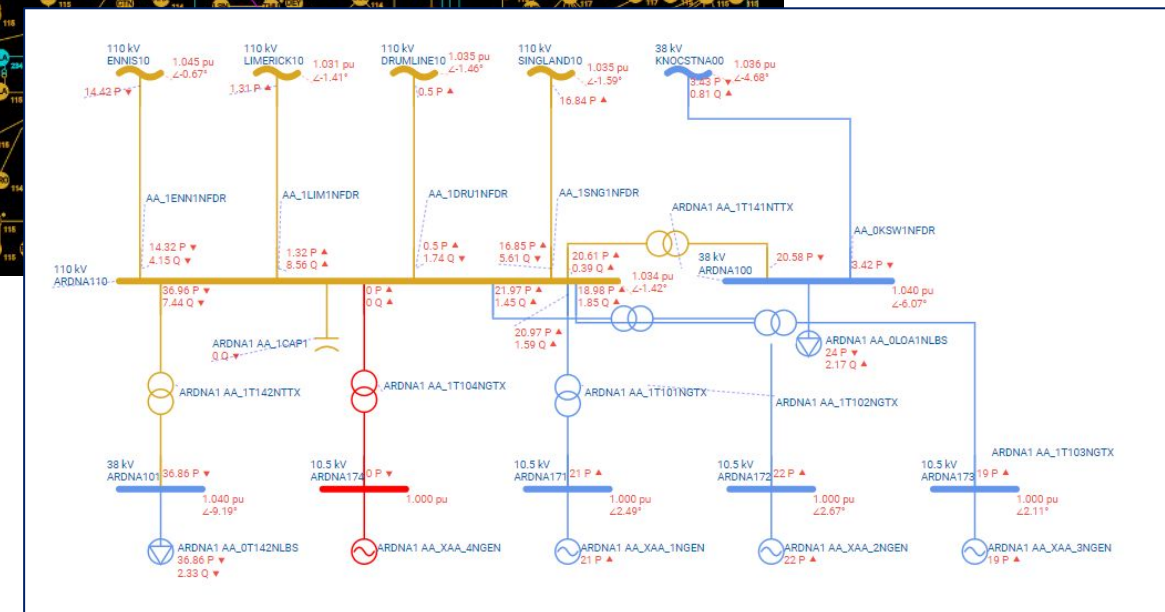 110 kV
ENNIS10
1.045 pu
∠-0.67°
14.42 P ▼
110 kV
LIMERICK10
1.031 pu
∠-1.41°
1.31 P ▲
110 kV
DRUMLINE10
1.035 pu
∠-1.46°
0.5 P ▲
110 kV
SINGLAND10
1.035 pu
∠-1.59°
16.84 P ▲
38 kV
KNOCSTNA00
1.036 pu
∠-4.68°
3.43 P ▼
0.81 Q ▲
AA_1ENN1NFDR
AA_1LIM1NFDR
AA_1DRU1NFDR
AA_1SNG1NFDR
ARDNA1 AA_1T141NTTX
AA_0KSW1NFDR
14.32 P ▼
4.15 Q ▼
1.32 P ▲
8.56 Q ▲
0.5 P ▲
1.74 Q ▼
16.85 P ▲
5.61 Q ▼
20.61 P ▲
0.39 Q ▲
38 kV
ARDNA100
20.58 P ▼
3.42 P ▼
110 kV
ARDNA110
1.034 pu
∠-1.42°
1.040 pu
∠-6.07°
36.96 P ▼
7.44 Q ▼
0 P ▲
0 Q ▲
21.97 P ▲
1.45 Q ▲
18.98 P ▲
1.85 Q ▲
20.97 P ▲
1.59 Q ▲
ARDNA1 AA_1CAP1
0 Q ▼
ARDNA1 AA_0LOA1NLBS
24 P ▼
2.17 Q ▲
ARDNA1 AA_1T142NTTX
ARDNA1 AA_1T104NGTX
ARDNA1 AA_1T101NGTX
ARDNA1 AA_1T102NGTX
ARDNA1 AA_1T103NGTX
38 kV
ARDNA101
36.86 P ▼
1.040 pu
∠-9.19°
10.5 kV
ARDNA174
0 P ▼
1.000 pu
10.5 kV
ARDNA171
21 P ▲
1.000 pu
∠2.49°
10.5 kV
ARDNA172
22 P ▲
1.000 pu
∠2.67°
10.5 kV
ARDNA173
19 P ▲
1.000 pu
∠2.11°
ARDNA1 AA_0T142NLBS
36.86 P ▼
2.33 Q ▼
ARDNA1 AA_XAA_4NGEN
ARDNA1 AA_XAA_1NGEN
21 P ▲
ARDNA1 AA_XAA_2NGEN
22 P ▲
ARDNA1 AA_XAA_3NGEN
19 P ▲